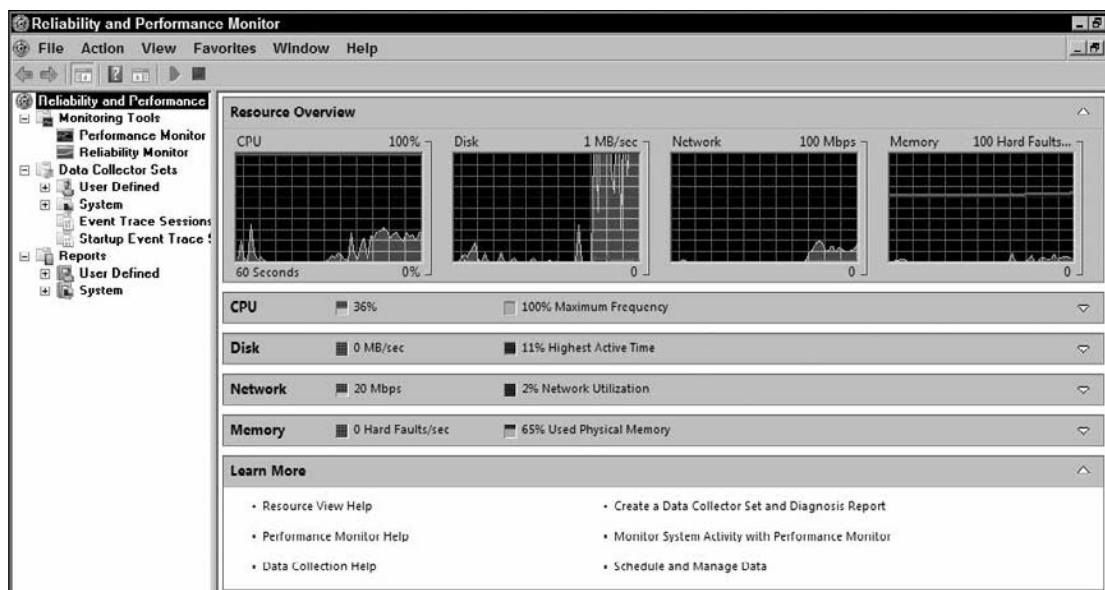 Reliability and Performance Monitor
File Action View Favorites Window Help
Reliability and Performance
Monitoring Tools
Performance Monitor
Reliability Monitor
Data Collector Sets
User Defined
System
Event Trace Sessions
Startup Event Trace S
Reports
User Defined
System
Resource Overview
CPU 100%
60 Seconds 0%
Disk 1 MB/sec
0
Network 100 Mbps
0
Memory 100 Hard Faults...
0
CPU 36% 100% Maximum Frequency
Disk 0 MB/sec 11% Highest Active Time
Network 20 Mbps 2% Network Utilization
Memory 0 Hard Faults/sec 65% Used Physical Memory
Learn More
• Resource View Help
• Create a Data Collector Set and Diagnosis Report
• Performance Monitor Help
• Monitor System Activity with Performance Monitor
• Data Collection Help
• Schedule and Manage Data